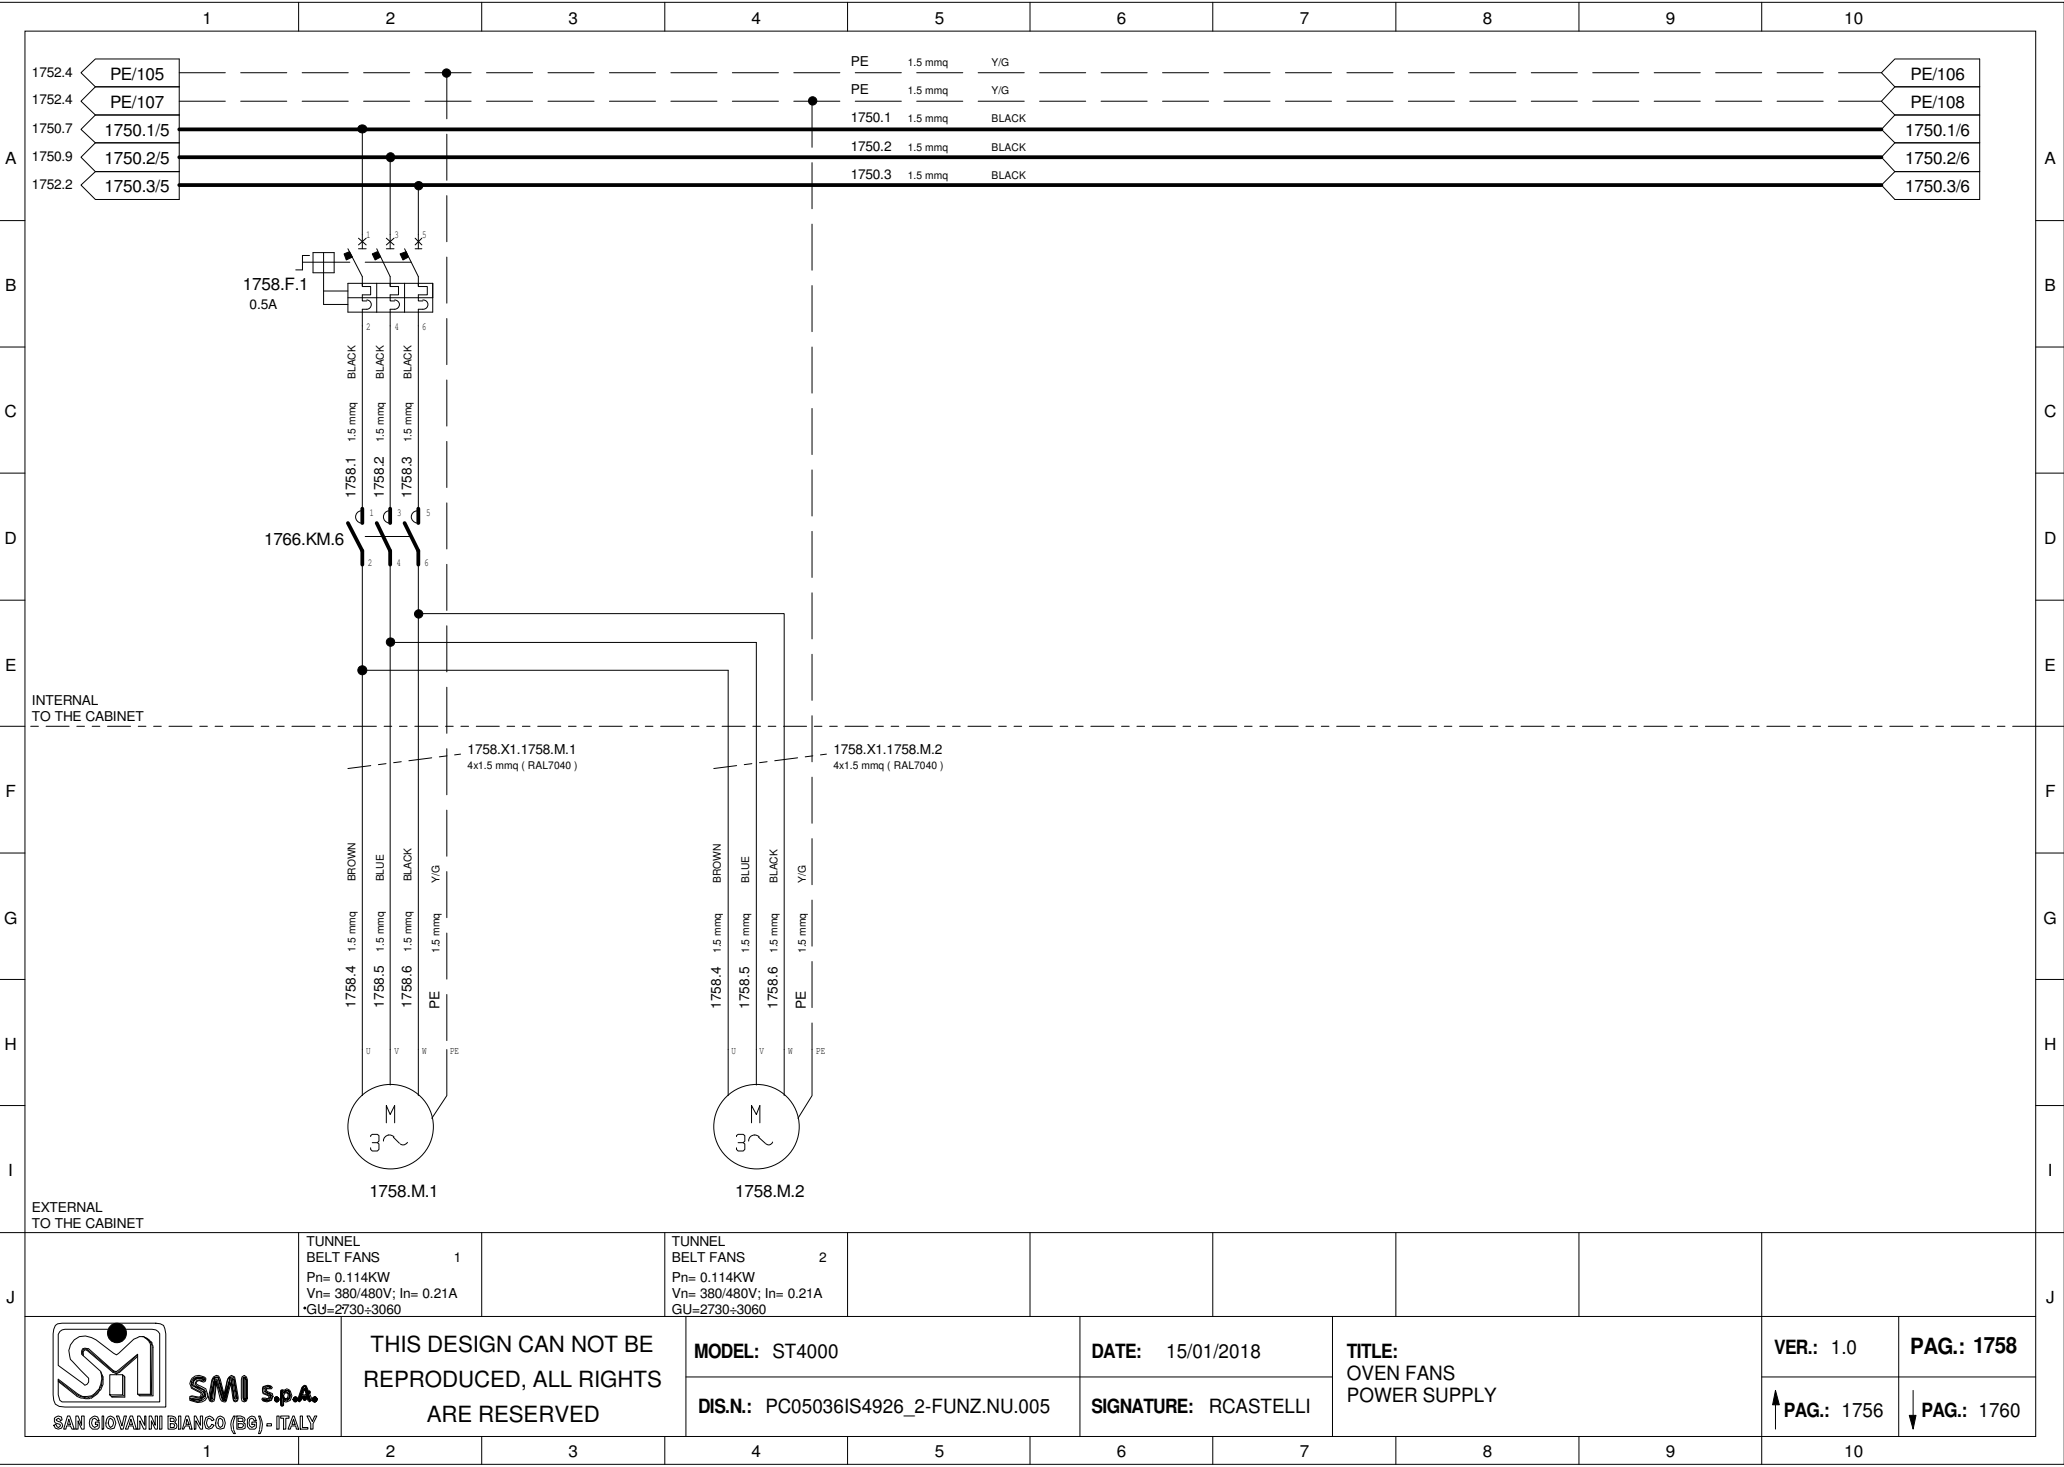 1 2 3 4 5 6 7 8 9 10
1752.4 PE/105 PE 1.5 mmq Y/G PE/106
1752.4 PE/107 PE 1.5 mmq Y/G PE/108
1750.7 1750.1/5 1750.1 1.5 mmq BLACK 1750.1/6
A 1750.9 1750.2/5 1750.2 1.5 mmq BLACK 1750.2/6 A
1752.2 1750.3/5 1750.3 1.5 mmq BLACK 1750.3/6
1 3 5
B 1758.F.1 B
0.5A
2 4 6
BLACK BLACK BLACK
C 1.5 mmq 1.5 mmq 1.5 mmq C
1758.1 1758.2 1758.3
1 3 5
D 1766.KM.6 D
2 4 6
E E
INTERNAL
TO THE CABINET
1758.X1.1758.M.1 1758.X1.1758.M.2
4x1.5 mmq ( RAL7040 ) 4x1.5 mmq ( RAL7040 )
F F
BROWN BLUE BLACK Y/G BROWN BLUE BLACK Y/G
G 1.5 mmq 1.5 mmq 1.5 mmq 1.5 mmq 1.5 mmq 1.5 mmq 1.5 mmq 1.5 mmq G
1758.4 1758.5 1758.6 PE 1758.4 1758.5 1758.6 PE
H H
U V W PE U V W PE
M M
3~ 3~
I I
1758.M.1 1758.M.2
EXTERNAL
TO THE CABINET
J J
TUNNEL
BELT FANS 1
Pn= 0.114KW
Vn= 380/480V; In= 0.21A
GU=2730÷3060
TUNNEL
BELT FANS 2
Pn= 0.114KW
Vn= 380/480V; In= 0.21A
GU=2730÷3060
SMI
SMI S.p.A.
SAN GIOVANNI BIANCO (BG) - ITALY
THIS DESIGN CAN NOT BE
REPRODUCED, ALL RIGHTS
ARE RESERVED
MODEL: ST4000
DIS.N.: PC05036IS4926_2-FUNZ.NU.005
DATE: 15/01/2018
SIGNATURE: RCASTELLI
TITLE:
OVEN FANS
POWER SUPPLY
VER.: 1.0
PAG.: 1758
PAG.: 1756
PAG.: 1760
1 2 3 4 5 6 7 8 9 10